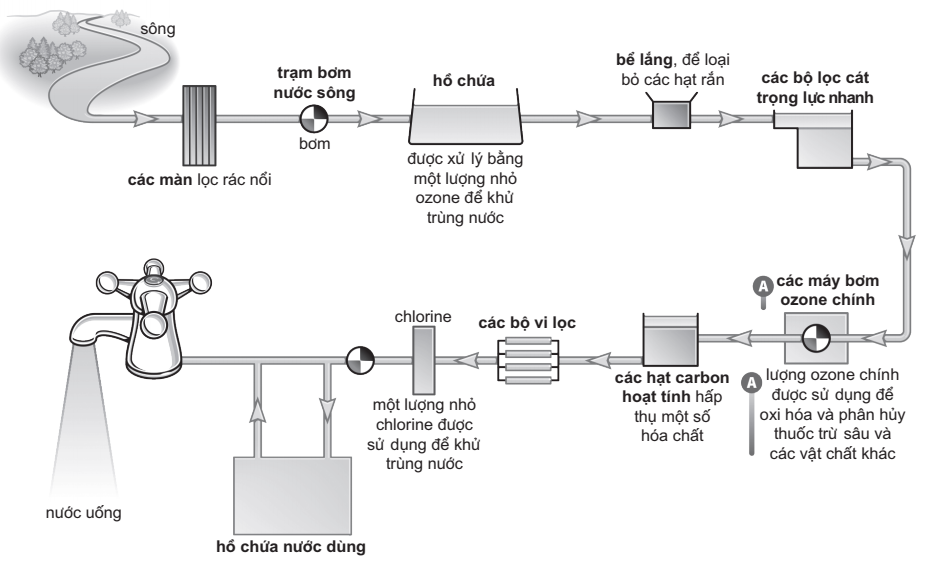 sông
các màn lọc rác nổi
trạm bơm
nước sông
bơm
hồ chứa
được xử lý bằng
một lượng nhỏ
ozone để khử
trùng nước
bể lắng, để loại
bỏ các hạt rắn
các bộ lọc cát
trọng lực nhanh
A
các máy bơm
ozone chính
A
lượng ozone chính
được sử dụng để
oxi hóa và phân hủy
thuốc trừ sâu và
các vật chất khác
các hạt carbon
hoạt tính hấp
thụ một số
hóa chất
các bộ vi lọc
chlorine
một lượng nhỏ
chlorine được
sử dụng để khử
trùng nước
hồ chứa nước dùng
nước uống